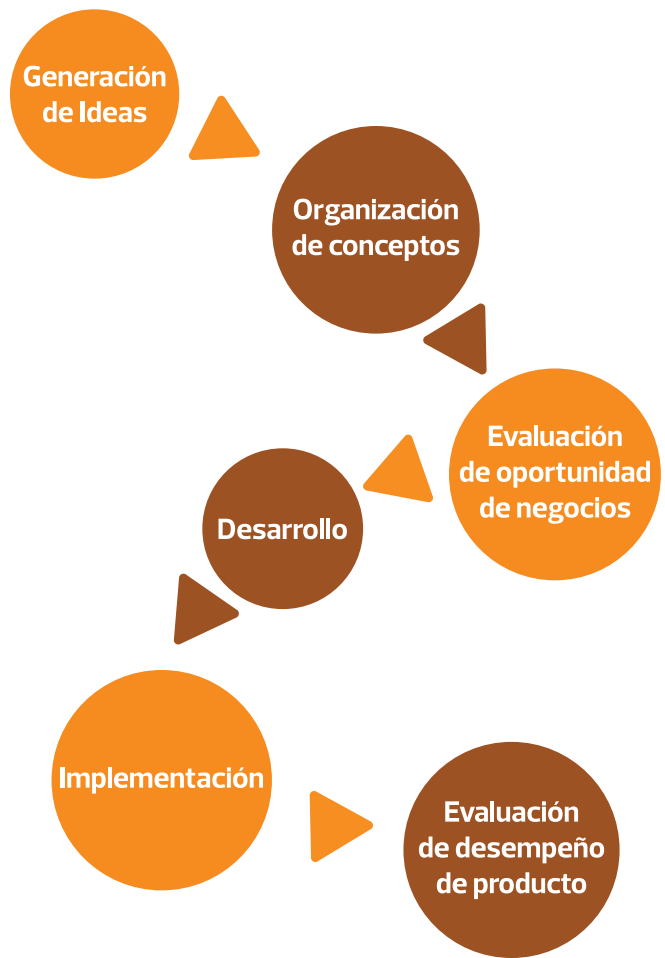 Generación
de Ideas
Organización
de conceptos
Evaluación
de oportunidad
de negocios
Desarrollo
Implementación
Evaluación
de desempeño
de producto